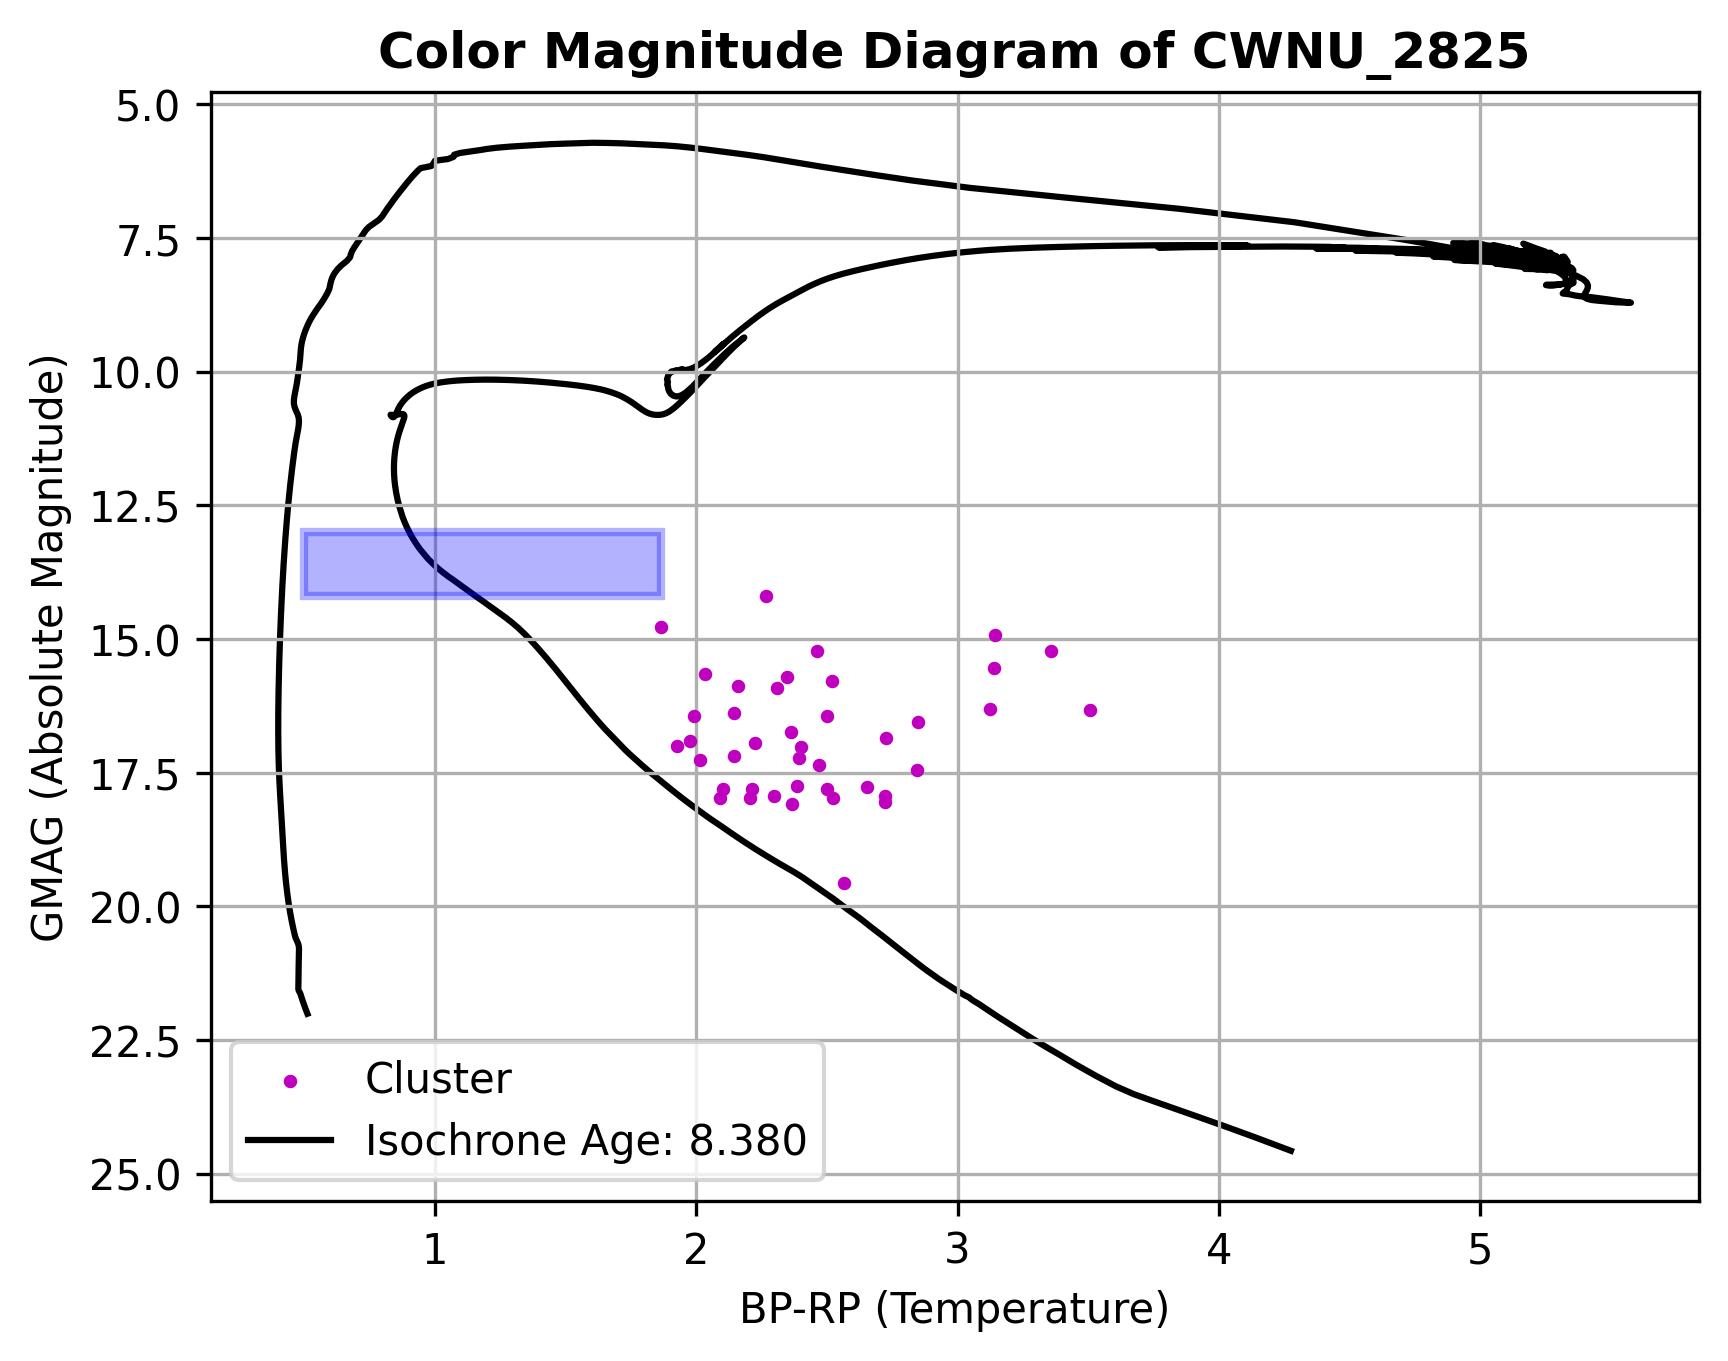 Color Magnitude Diagram of CWNU_2825
GMAG (Absolute Magnitude)
5.0
7.5
10.0
12.5
15.0
17.5
20.0
22.5
25.0
Cluster
Isochrone Age: 8.380
1 2 3 4 5
BP-RP (Temperature)